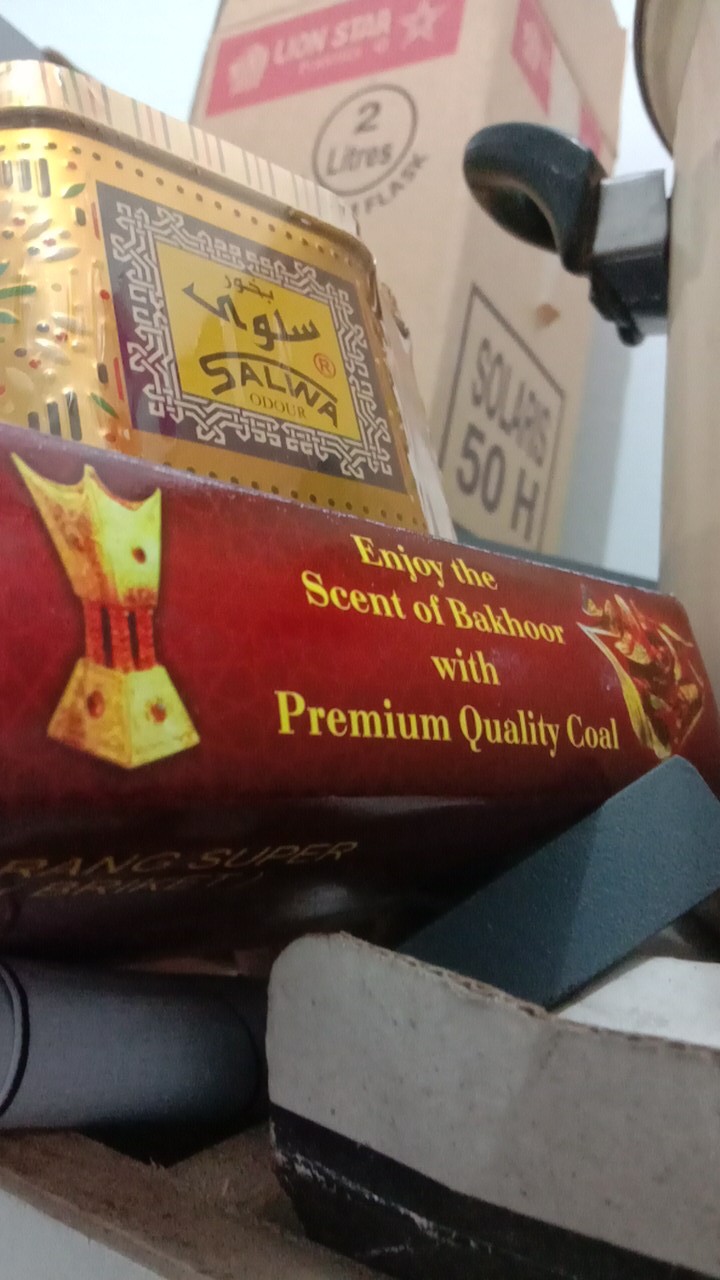 LION STAR
2
Litres
FLASK
SOLARIS
50 H
بخور
سلوى
SALWA ®
ODOUR
Enjoy the
Scent of Bakhoor
with
Premium Quality Coal
RANG SUPER
BRIKET